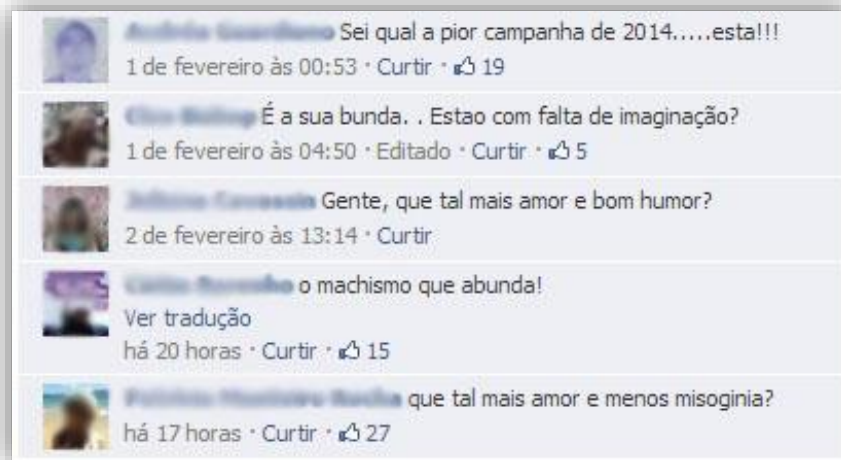 Sei qual a pior campanha de 2014.....esta!!!
1 de fevereiro às 00:53 · Curtir · 19
É a sua bunda. . Estao com falta de imaginação?
1 de fevereiro às 04:50 · Editado · Curtir · 5
Gente, que tal mais amor e bom humor?
2 de fevereiro às 13:14 · Curtir
o machismo que abunda!
Ver tradução
há 20 horas · Curtir · 15
que tal mais amor e menos misoginia?
há 17 horas · Curtir · 27